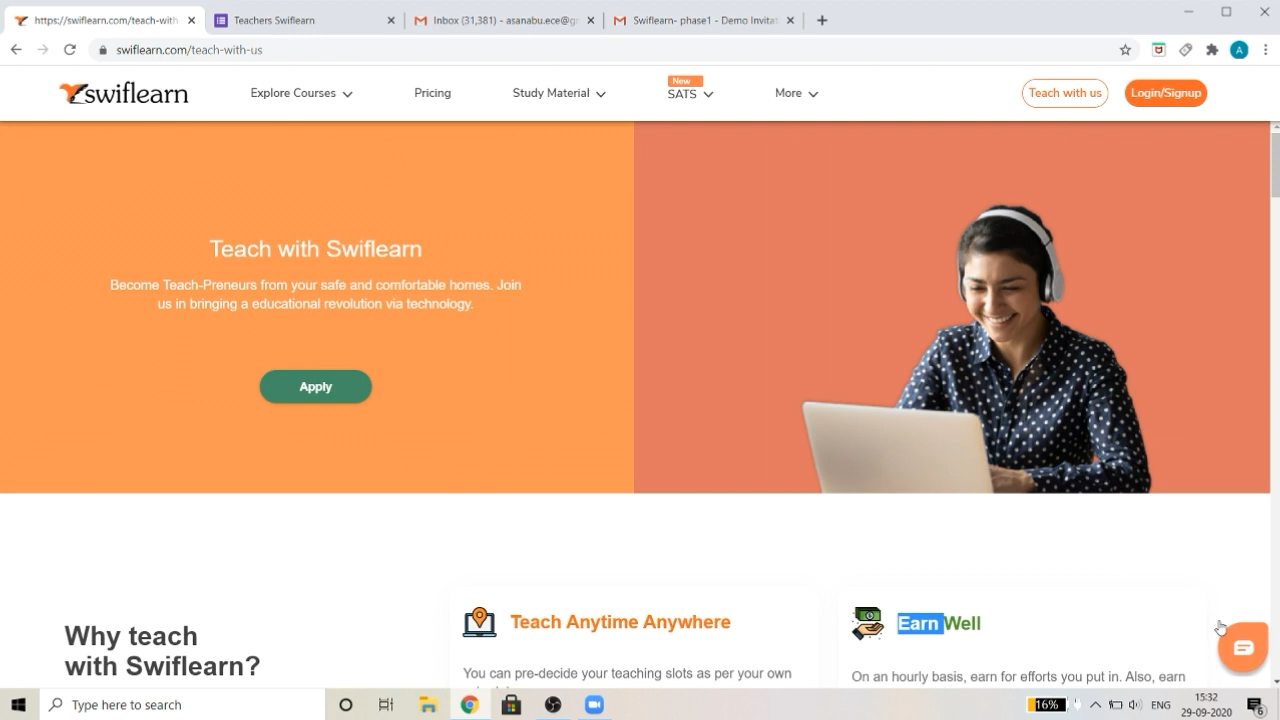 https://swiflearn.com/teach-with
Teachers Swiflearn
Inbox (31,381) - asanabu.ece@g
Swiflearn- phase1 - Demo Invitat
swiflearn.com/teach-with-us
A
swiflearn
Explore Courses
Pricing
Study Material
New
SATS
More
Teach with us
Login/Signup
Teach with Swiflearn
Become Teach-Preneurs from your safe and comfortable homes. Join
us in bringing a educational revolution via technology.
Apply
Why teach
with Swiflearn?
Teach Anytime Anywhere
You can pre-decide your teaching slots as per your own
Earn Well
On an hourly basis, earn for efforts you put in. Also, earn
Type here to search
16%
ENG
15:32
29-09-2020
6